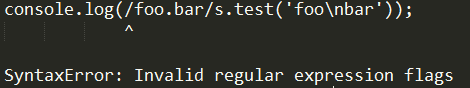 console.log(/foo.bar/s.test('foo\nbar'));
^
SyntaxError: Invalid regular expression flags